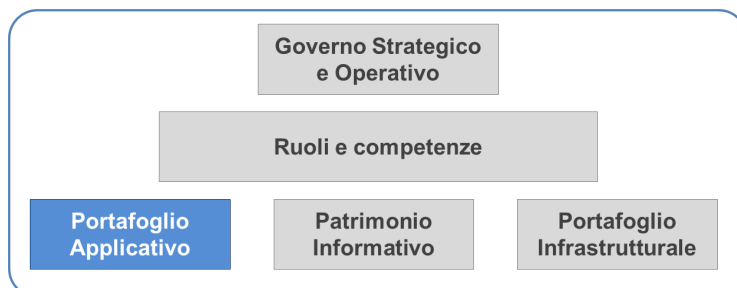 Governo Strategico
e Operativo
Ruoli e competenze
Portafoglio
Applicativo
Patrimonio
Informativo
Portafoglio
Infrastrutturale